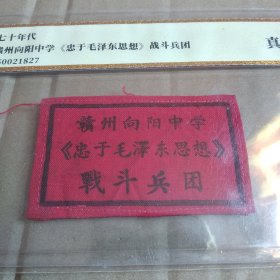 七十年代
赣州向阳中学《忠于毛泽东思想》战斗兵团
50021827
真
赣州向阳中学
《忠于毛澤东思想》
戰斗兵团